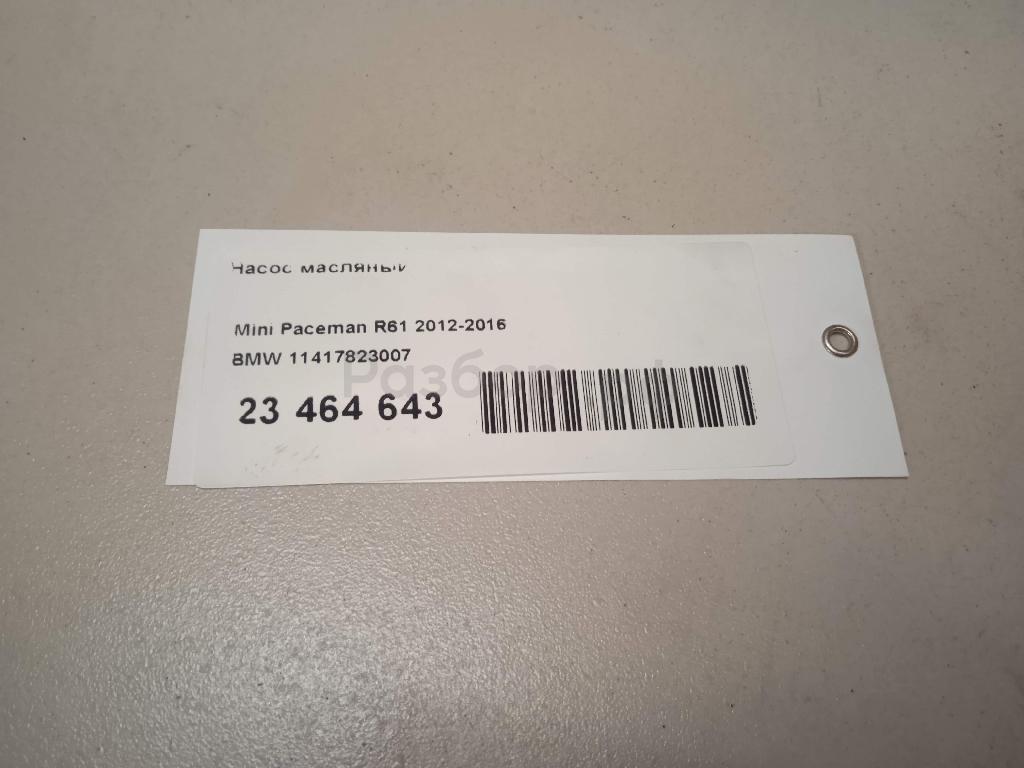 Насос масляный
Mini Paceman R61 2012-2016
BMW 11417823007
23 464 643